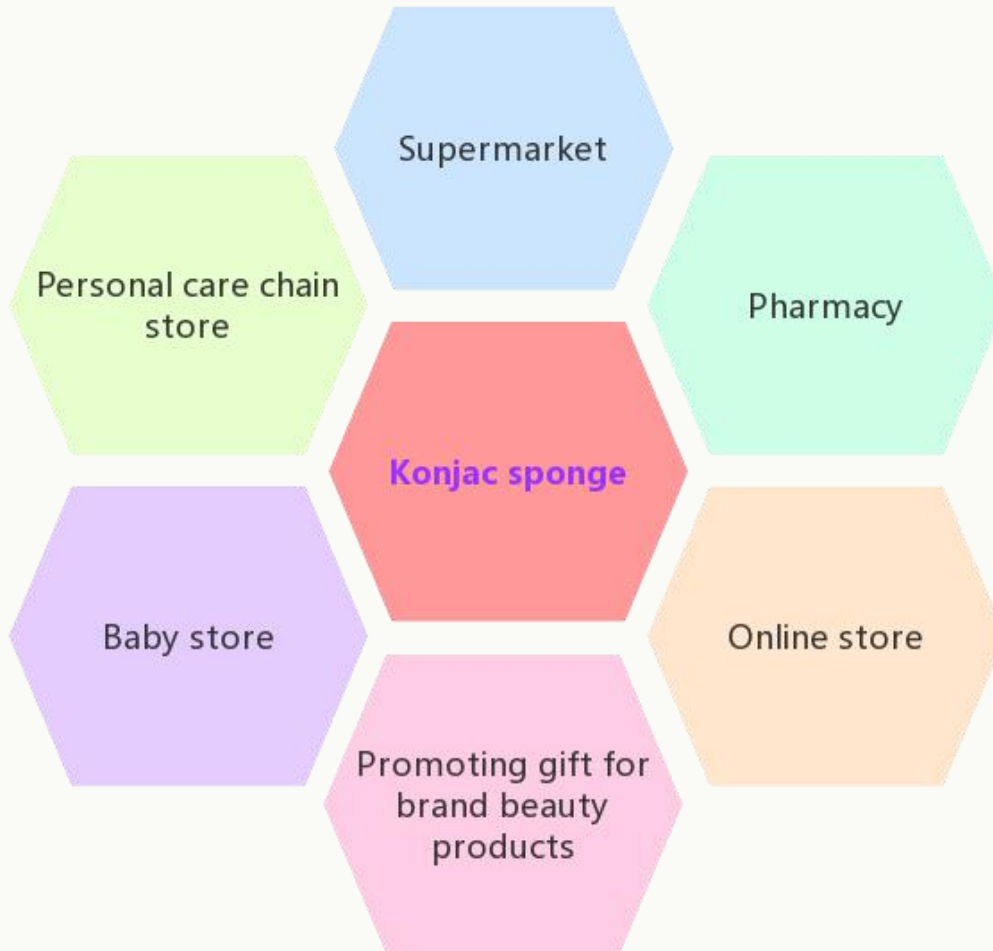 Supermarket
Personal care chain
store
Pharmacy
Konjac sponge
Baby store
Online store
Promoting gift for
brand beauty
products